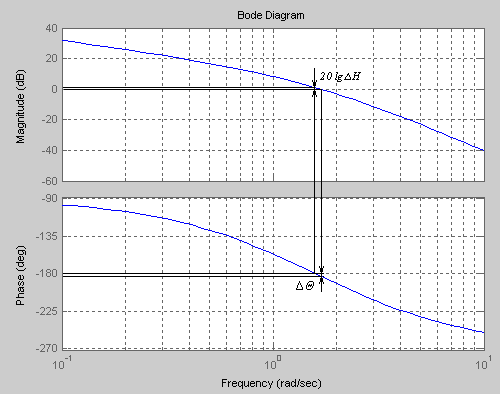 Bode Diagram
Magnitude (dB)
40
20
0
-20
-40
-60
20 lg ΔH
Phase (deg)
-90
-135
-180
-225
-270
ΔΘ
10^-1
10^0
10^1
Frequency (rad/sec)